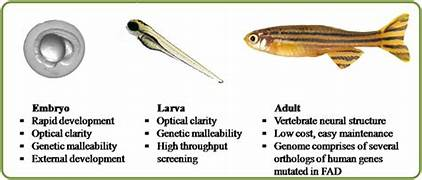 Embryo
▪ Rapid development
▪ Optical clarity
▪ Genetic malleability
▪ External development
Larva
▪ Optical clarity
▪ Genetic malleability
▪ High throughput
screening
Adult
▪ Vertebrate neural structure
▪ Low cost, easy maintenance
▪ Genome comprises of several
orthologs of human genes
mutated in FAD